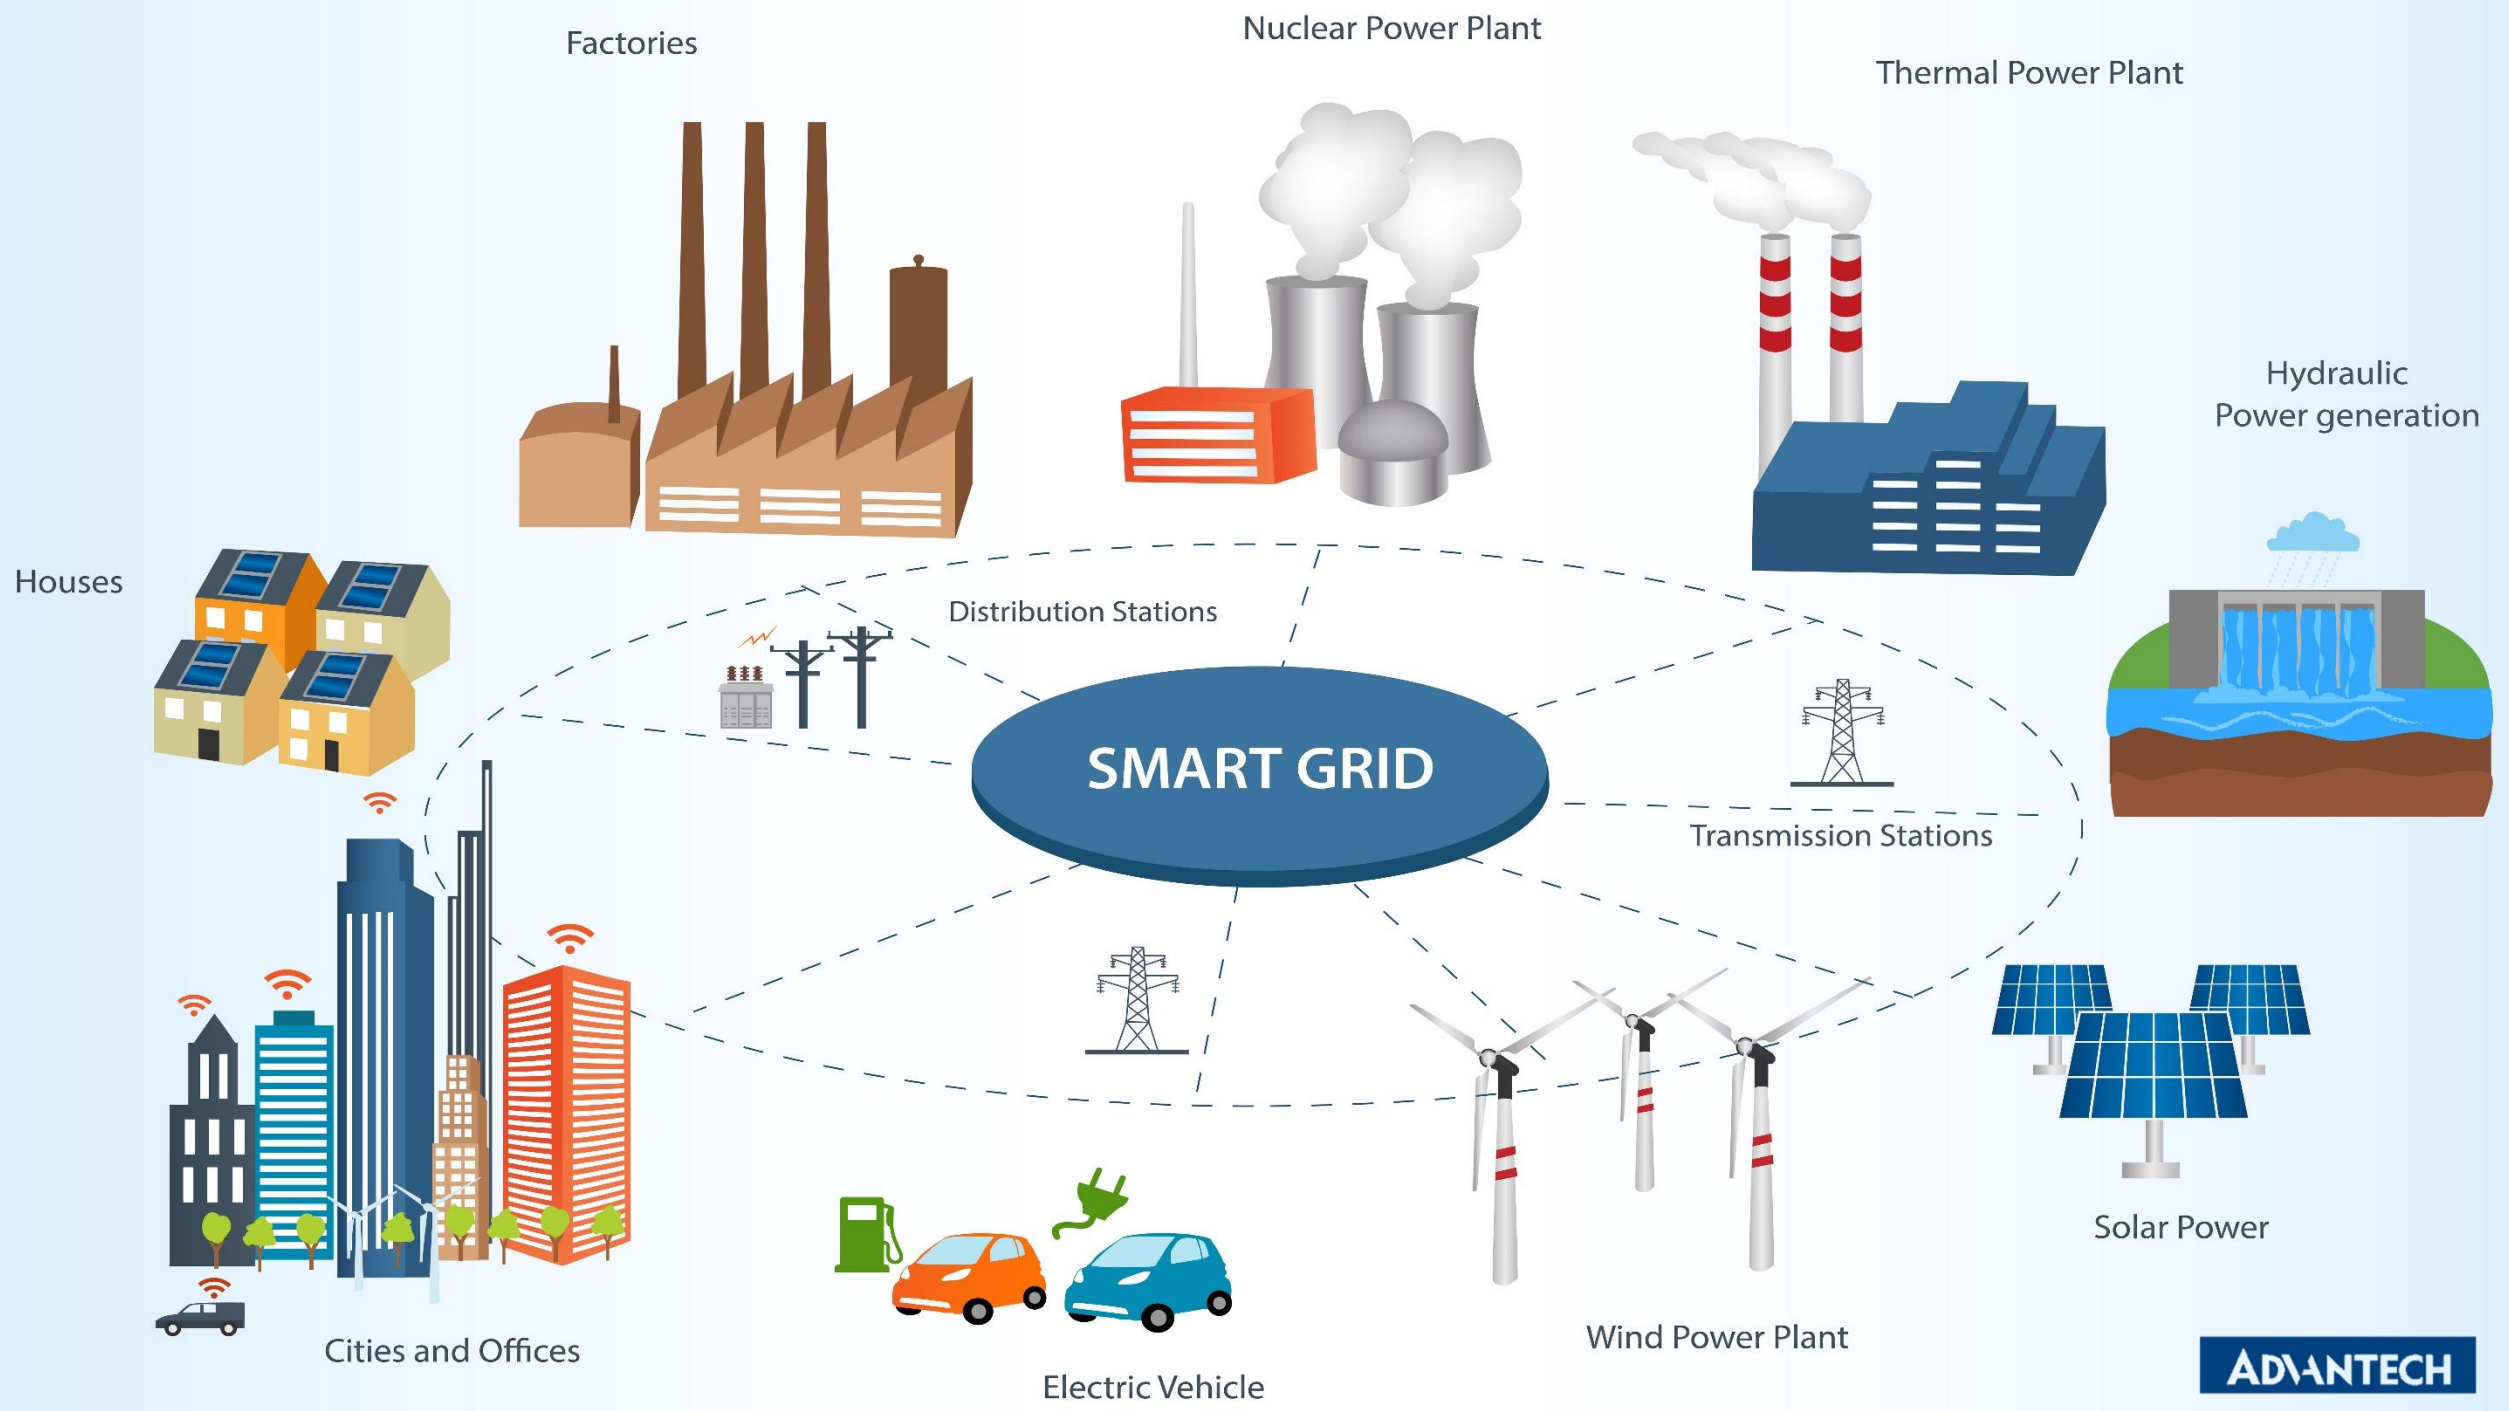 Factories
Nuclear Power Plant
Thermal Power Plant
Hydraulic
Power generation
Houses
Distribution Stations
SMART GRID
Transmission Stations
Solar Power
Cities and Offices
Electric Vehicle
Wind Power Plant
ADVANTECH